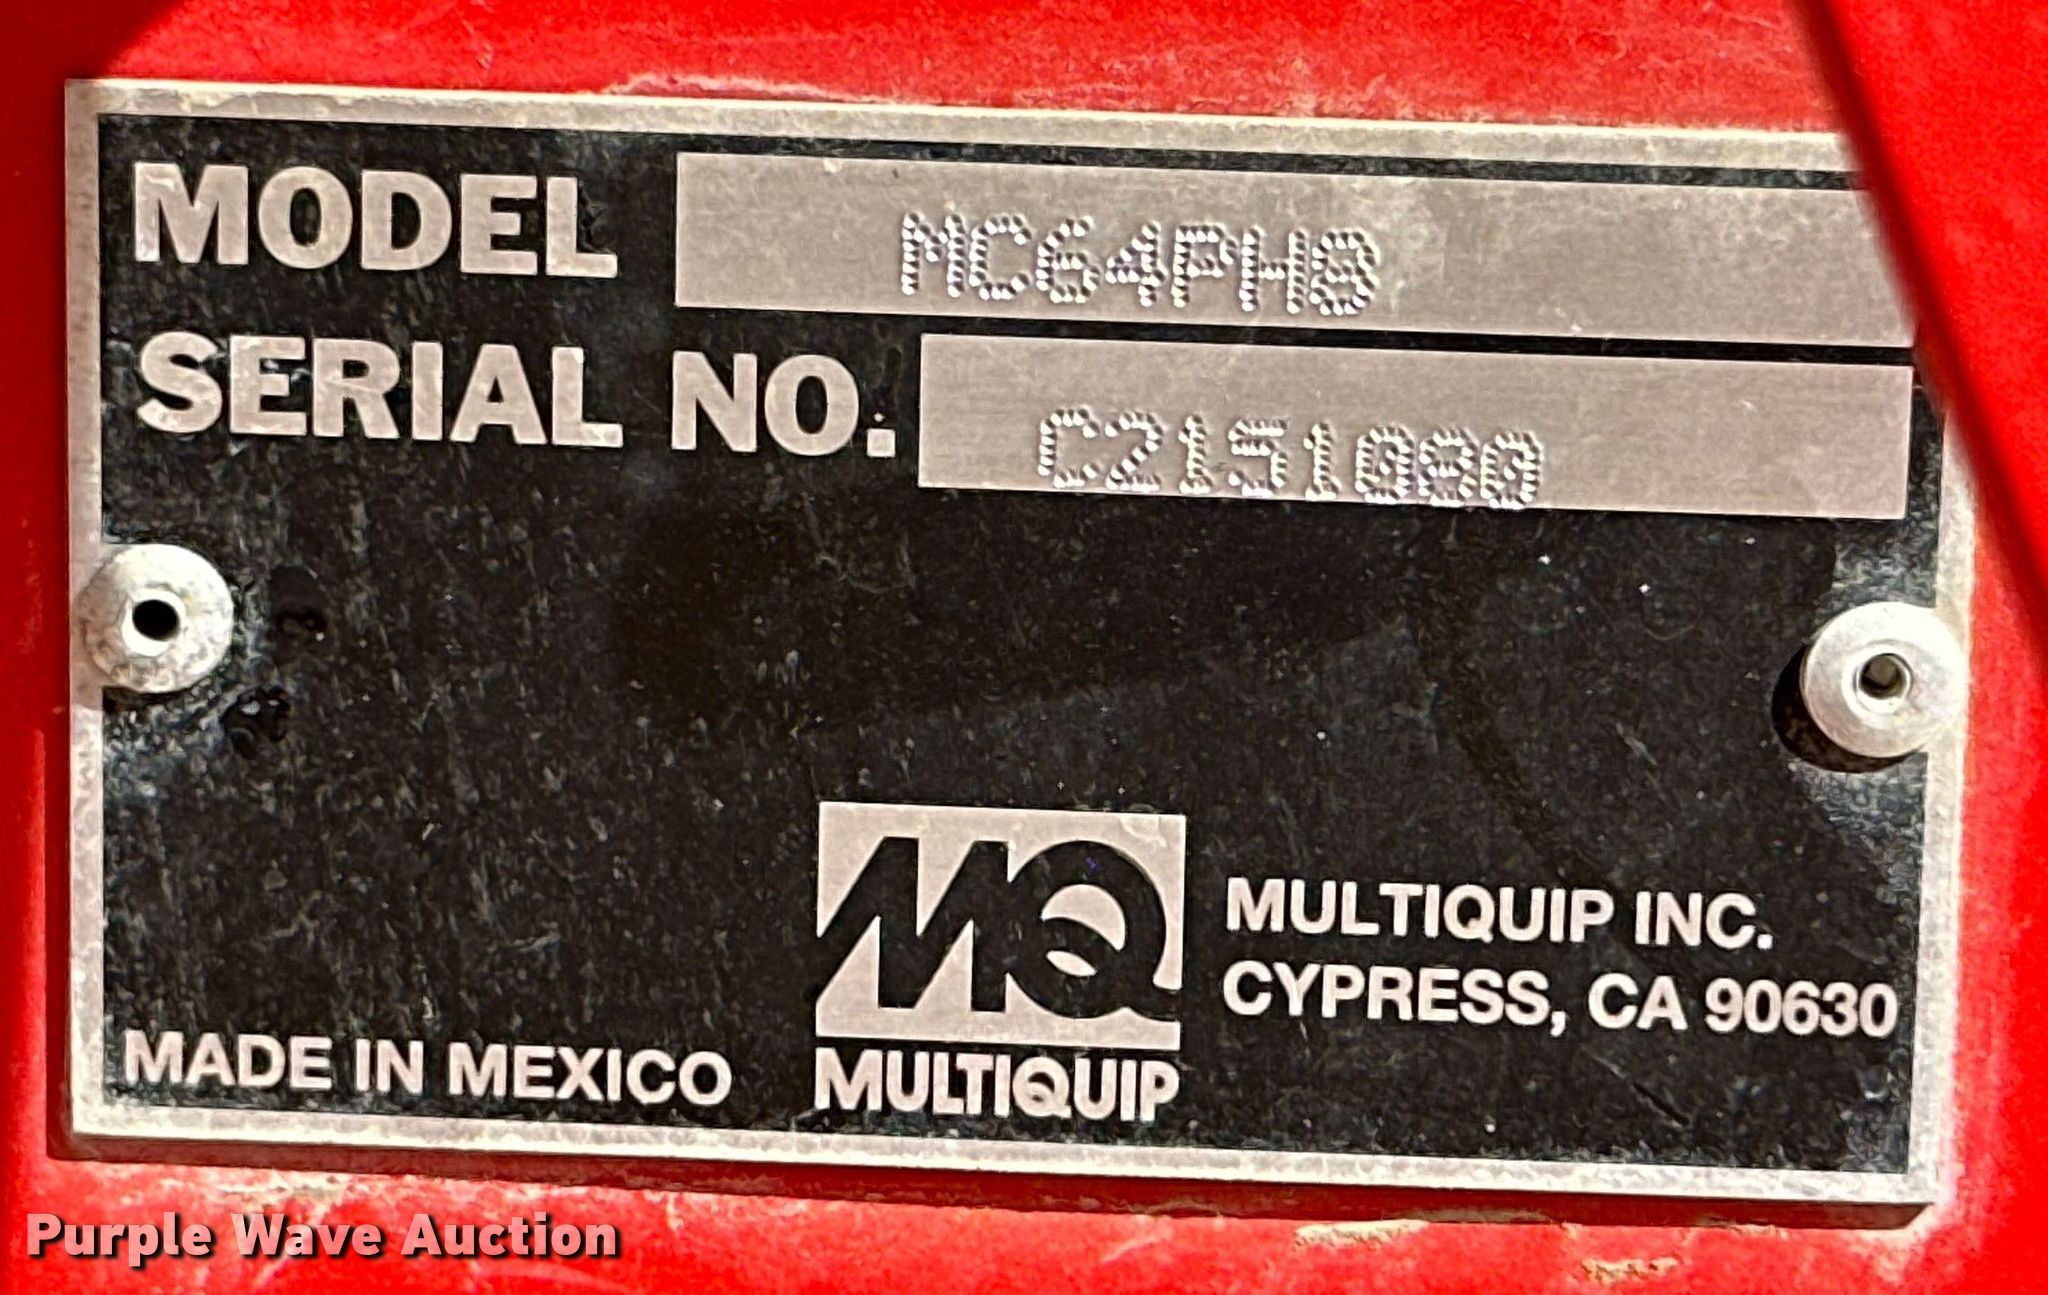 MODEL MC64PH8
SERIAL NO. C2151080
MQ
MULTIQUIP
MULTIQUIP INC.
CYPRESS, CA 90630
MADE IN MEXICO
Purple Wave Auction